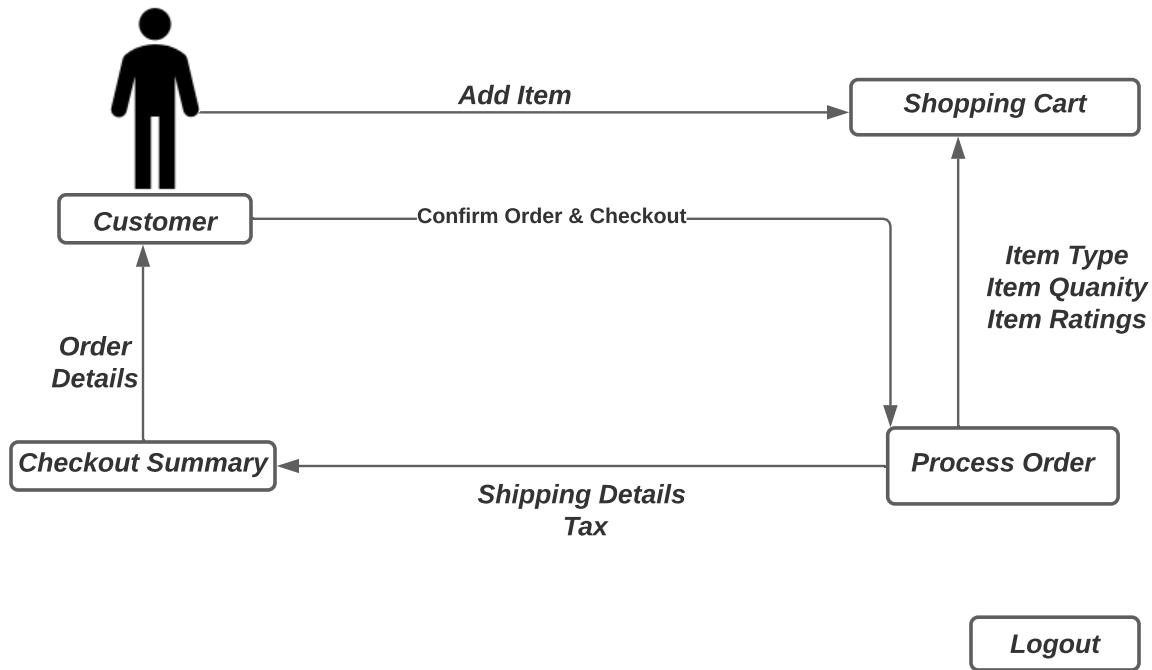 Add Item
Shopping Cart
Customer
Confirm Order & Checkout
Item Type
Item Quanity
Item Ratings
Order
Details
Checkout Summary
Process Order
Shipping Details
Tax
Logout